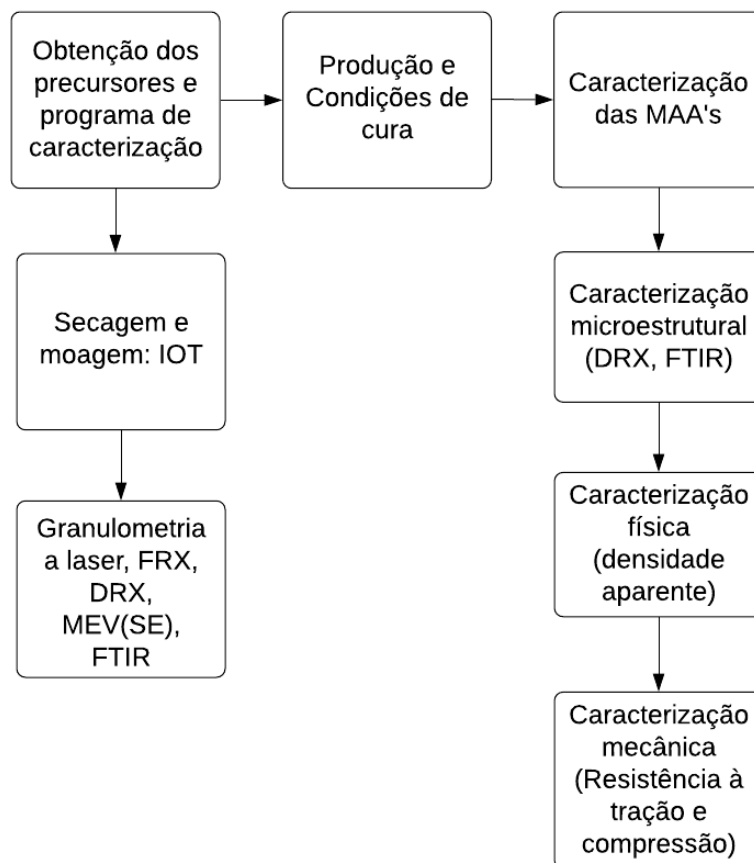 Obtenção dos
precursores e
programa de
caracterização
Produção e
Condições de
cura
Caracterização
das MAA's
Secagem e
moagem: IOT
Caracterização
microestrutural
(DRX, FTIR)
Granulometria
a laser, FRX,
DRX,
MEV(SE),
FTIR
Caracterização
física
(densidade
aparente)
Caracterização
mecânica
(Resistência à
tração e
compressão)